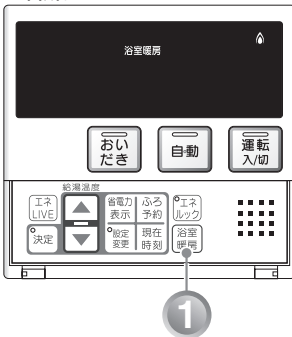 浴室暖房
おい
だき
自動
運転
入/切
給湯温度
エネ
LIVE
省電力
表示
ふろ
予約
エネ
ルック
決定
設定
変更
現在
時刻
浴室
暖房
1